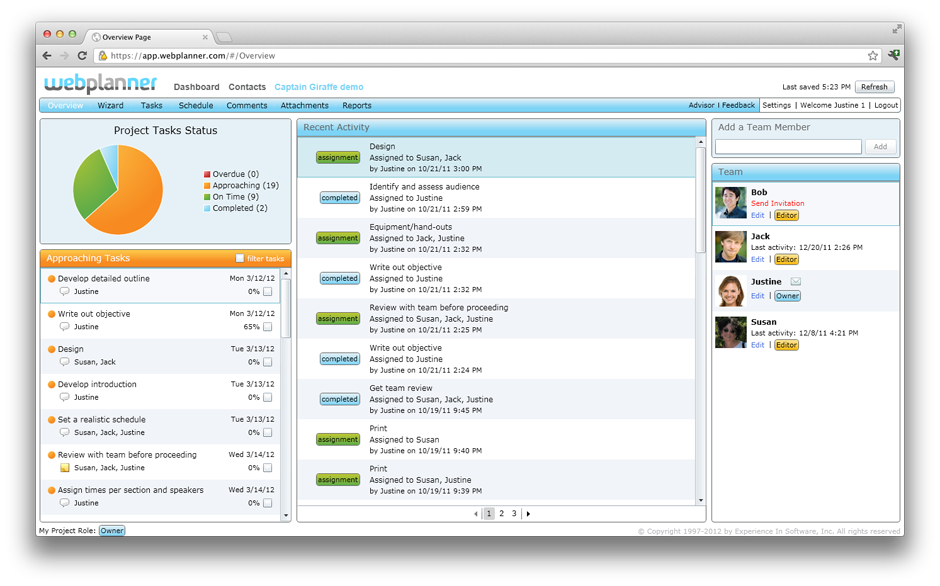 Overview Page
https://app.webplanner.com/#/Overview
webplanner
Dashboard Contacts Captain Giraffe demo
Last saved 5:23 PM Refresh
Overview Wizard Tasks Schedule Comments Attachments Reports
Advisor | Feedback Settings | Welcome Justine 1 | Logout
Project Tasks Status
Overdue (0)
Approaching (19)
On Time (9)
Completed (2)
Approaching Tasks filter tasks
Develop detailed outline Mon 3/12/12
Justine 0%
Write out objective Mon 3/12/12
Justine 65%
Design Tue 3/13/12
Susan, Jack 0%
Develop introduction Tue 3/13/12
Justine 0%
Set a realistic schedule Tue 3/13/12
Susan, Jack, Justine 0%
Review with team before proceeding Wed 3/14/12
Susan, Jack, Justine 0%
Assign times per section and speakers Wed 3/14/12
Justine 0%
My Project Role: Owner
Recent Activity
Design
assignment Assigned to Susan, Jack
by Justine on 10/21/11 3:00 PM
Identify and assess audience
completed Assigned to Justine
by Justine on 10/21/11 2:59 PM
Equipment/hand-outs
assignment Assigned to Jack, Justine
by Justine on 10/21/11 2:32 PM
Write out objective
completed Assigned to Justine
by Justine on 10/21/11 2:32 PM
Review with team before proceeding
assignment Assigned to Susan, Jack, Justine
by Justine on 10/21/11 2:25 PM
Write out objective
completed Assigned to Justine
by Justine on 10/21/11 2:24 PM
Get team review
completed Assigned to Susan, Jack, Justine
by Justine on 10/19/11 9:45 PM
Print
assignment Assigned to Susan
by Justine on 10/19/11 9:40 PM
Print
assignment Assigned to Susan, Jack, Justine
by Justine on 10/19/11 9:39 PM
1 2 3
Add a Team Member
Add
Team
Bob
Send Invitation
Edit | Editor
Jack
Last activity: 12/20/11 2:26 PM
Edit | Editor
Justine
Edit | Owner
Susan
Last activity: 12/8/11 4:21 PM
Edit | Editor
© Copyright 1997-2012 by Experience In Software, Inc. All rights reserved